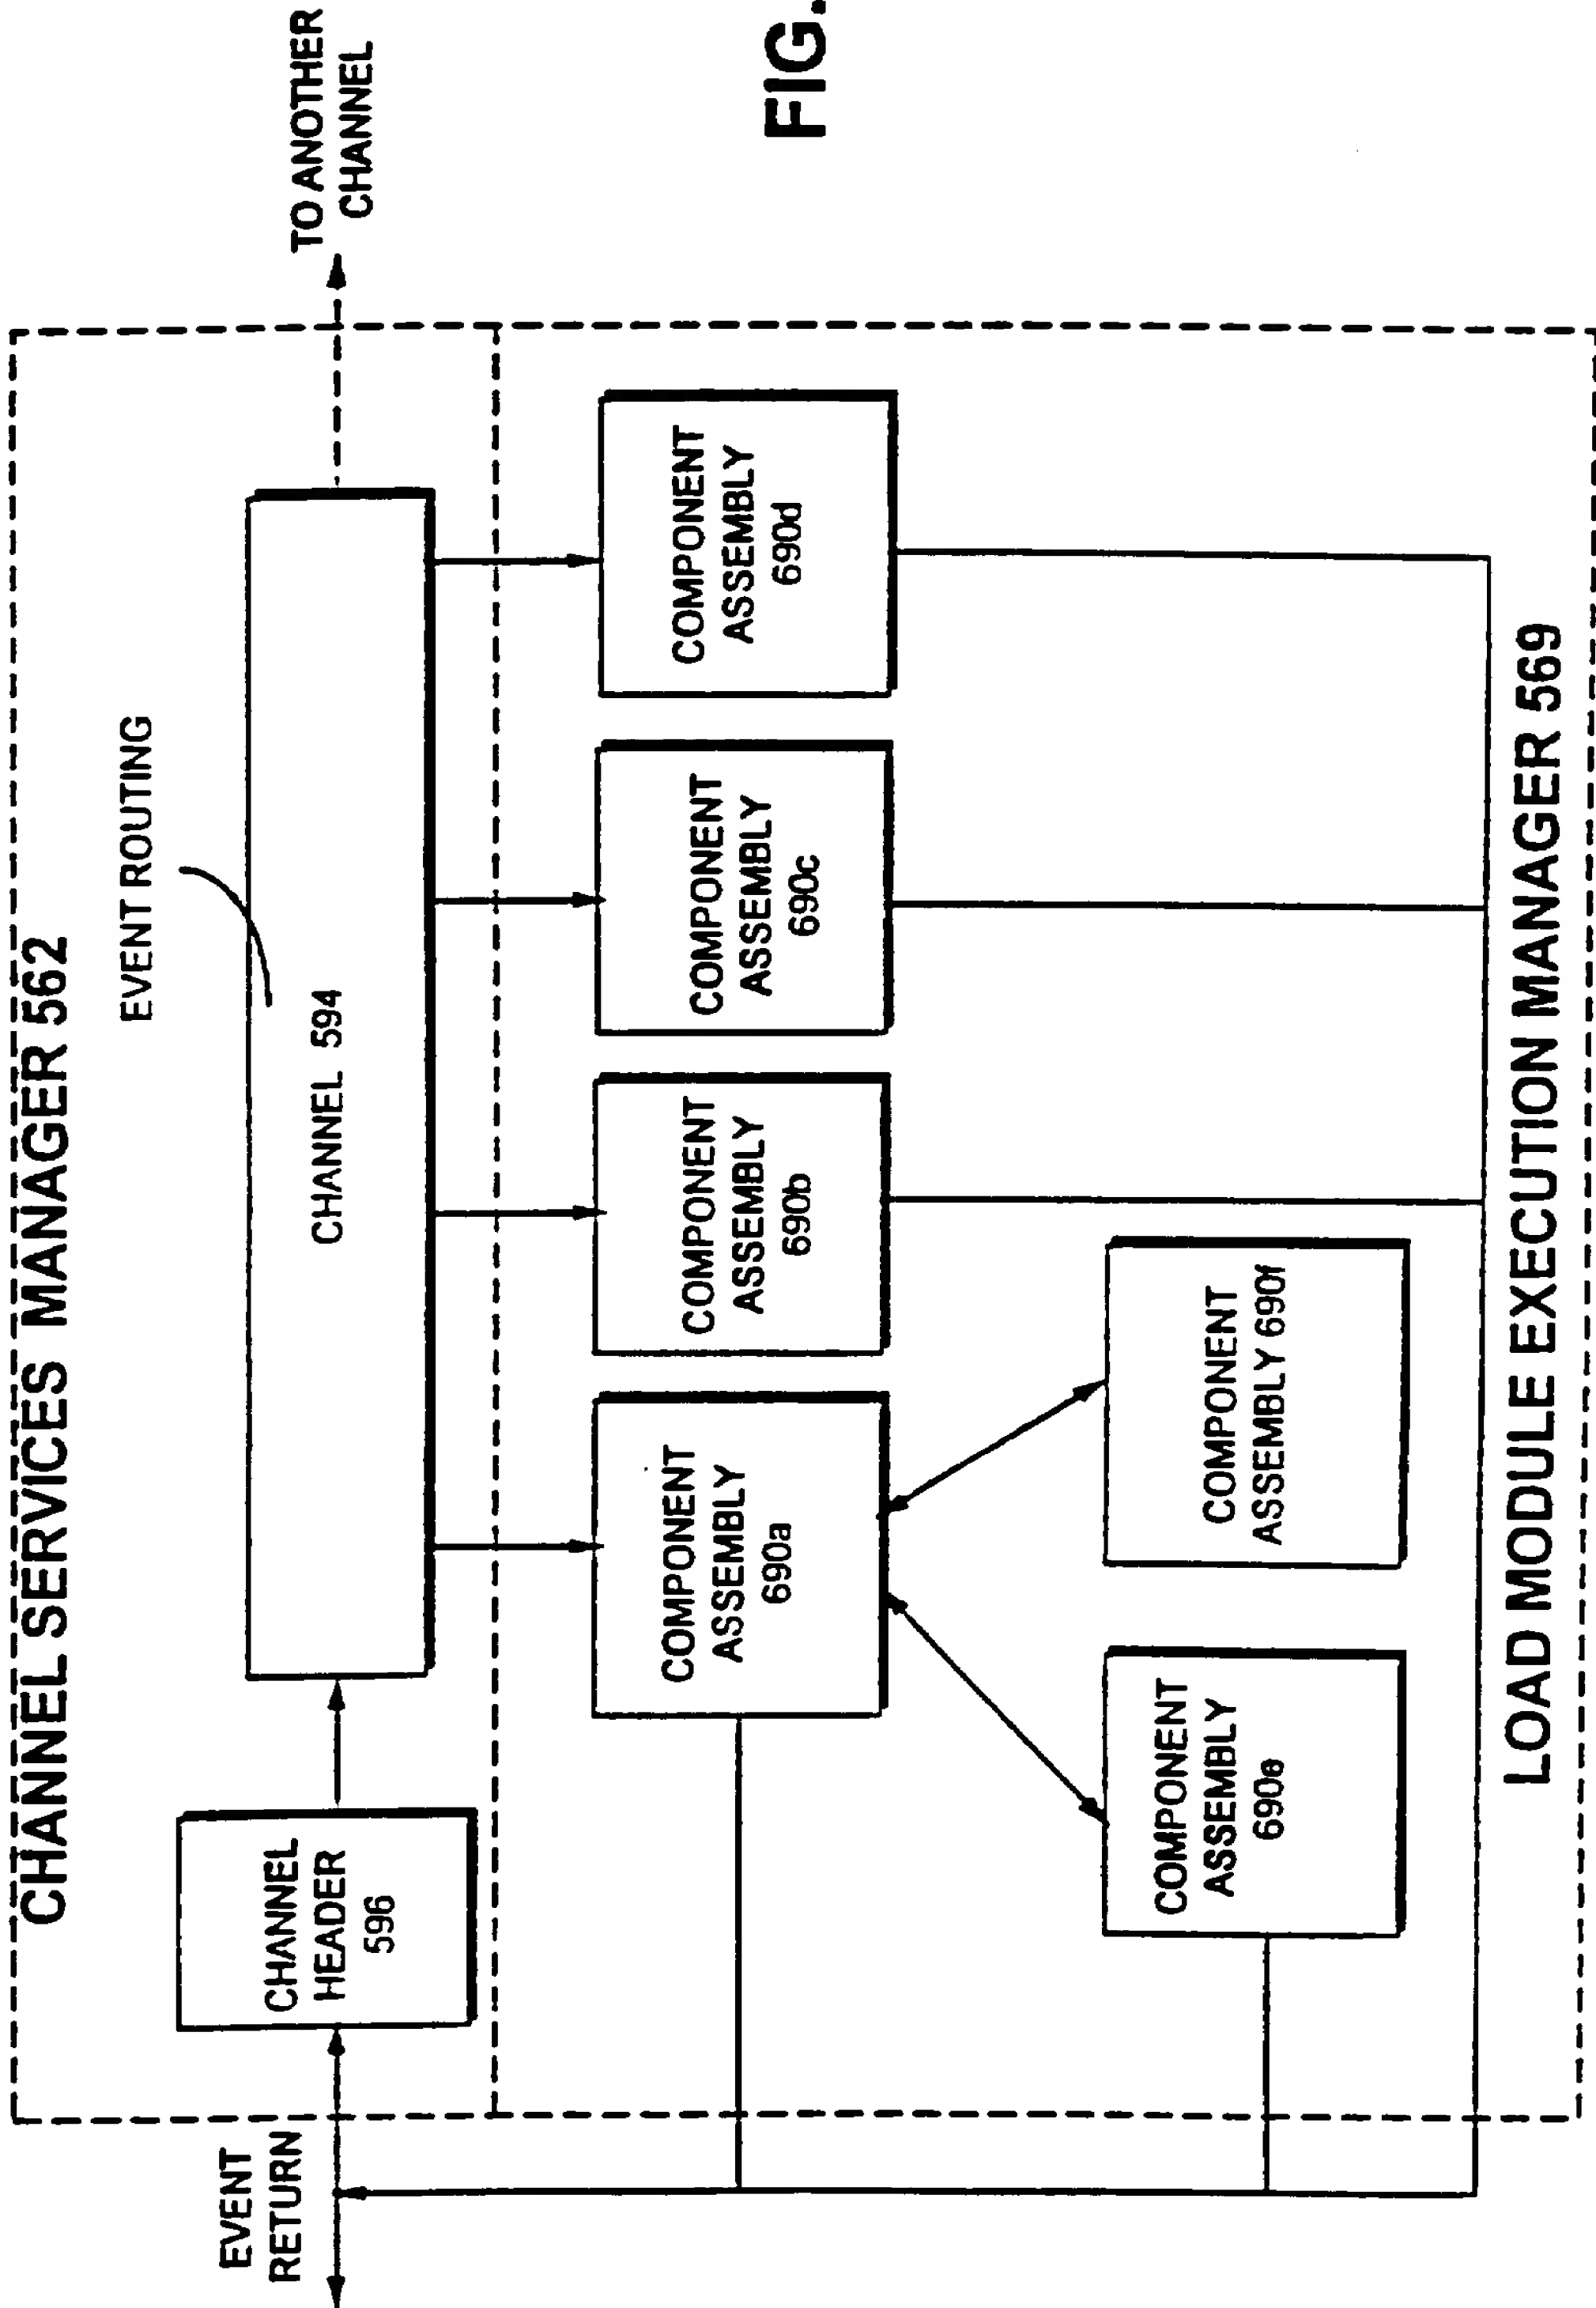 CHANNEL SERVICES MANAGER 562
EVENT ROUTING
EVENT
RETURN
CHANNEL
HEADER
596
CHANNEL 594
TO ANOTHER
CHANNEL
COMPONENT
ASSEMBLY
690a
COMPONENT
ASSEMBLY
690b
COMPONENT
ASSEMBLY
690c
COMPONENT
ASSEMBLY
690d
COMPONENT
ASSEMBLY
690e
COMPONENT
ASSEMBLY 690f
LOAD MODULE EXECUTION MANAGER 569
FIG.